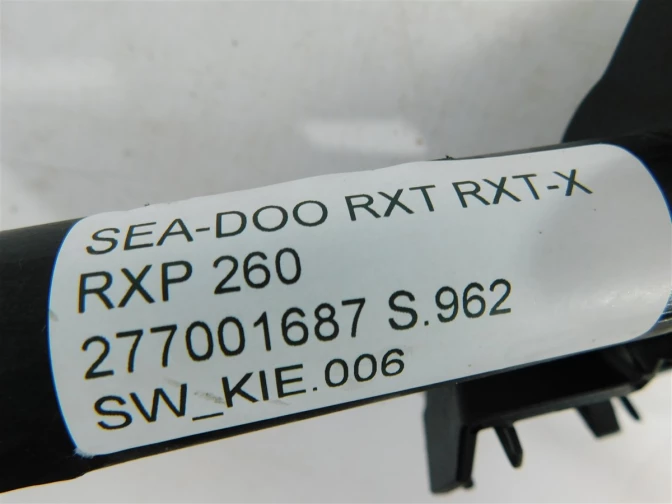 SEA-DOO RXT RXT-X
RXP 260
277001687 S.962
SW_KIE.006